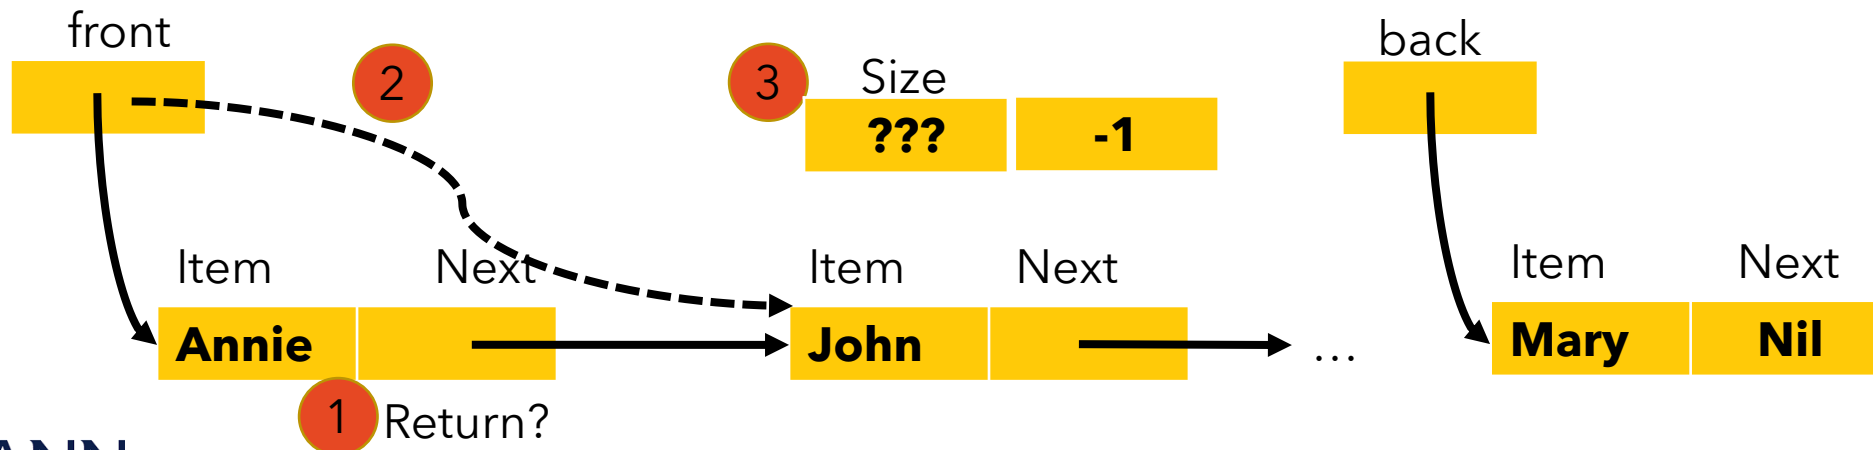 front
back
2
3
Size
??? -1
Item Next
Item Next
Item Next
Annie
John
...
Mary Nil
1 Return?